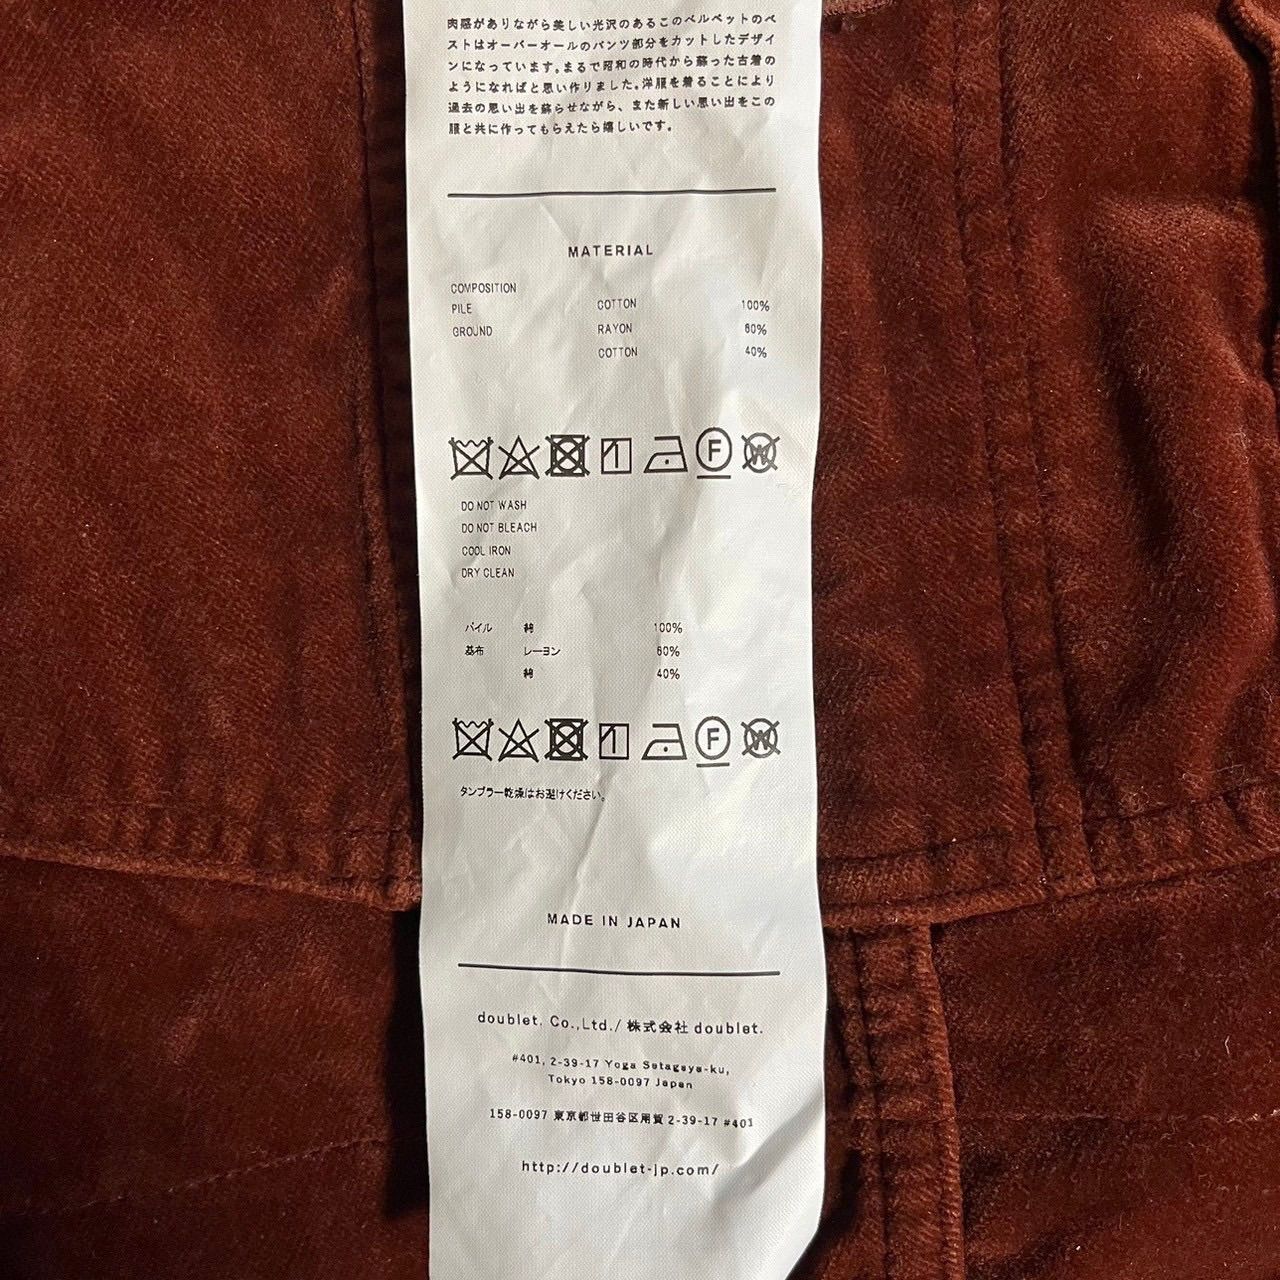 肉感がありながら美しい光沢のあるこのベルベットのベ
ストはオーバーオールのパンツ部分をカットしたデザイ
ンになっています。まるで昭和の時代から蘇った古着の
ようになればと思い作りました。洋服を着ることにより
過去の思い出を蘇らせながら、また新しい思い出をこの
服と共に作ってもらえたら嬉しいです。
MATERIAL
COMPOSITION
PILE COTTON 100%
GROUND RAYON 60%
COTTON 40%
F W
DO NOT WASH
DO NOT BLEACH
COOL IRON
DRY CLEAN
パイル 綿 100%
基布 レーヨン 60%
綿 40%
F W
タンブラー乾燥はお避けください。
MADE IN JAPAN
doublet. Co.,Ltd./ 株式会社 doublet.
#401, 2-39-17 Yoga Setagaya-ku,
Tokyo 158-0097 Japan
158-0097 東京都世田谷区用賀 2-39-17 #401
http://doublet-jp.com/